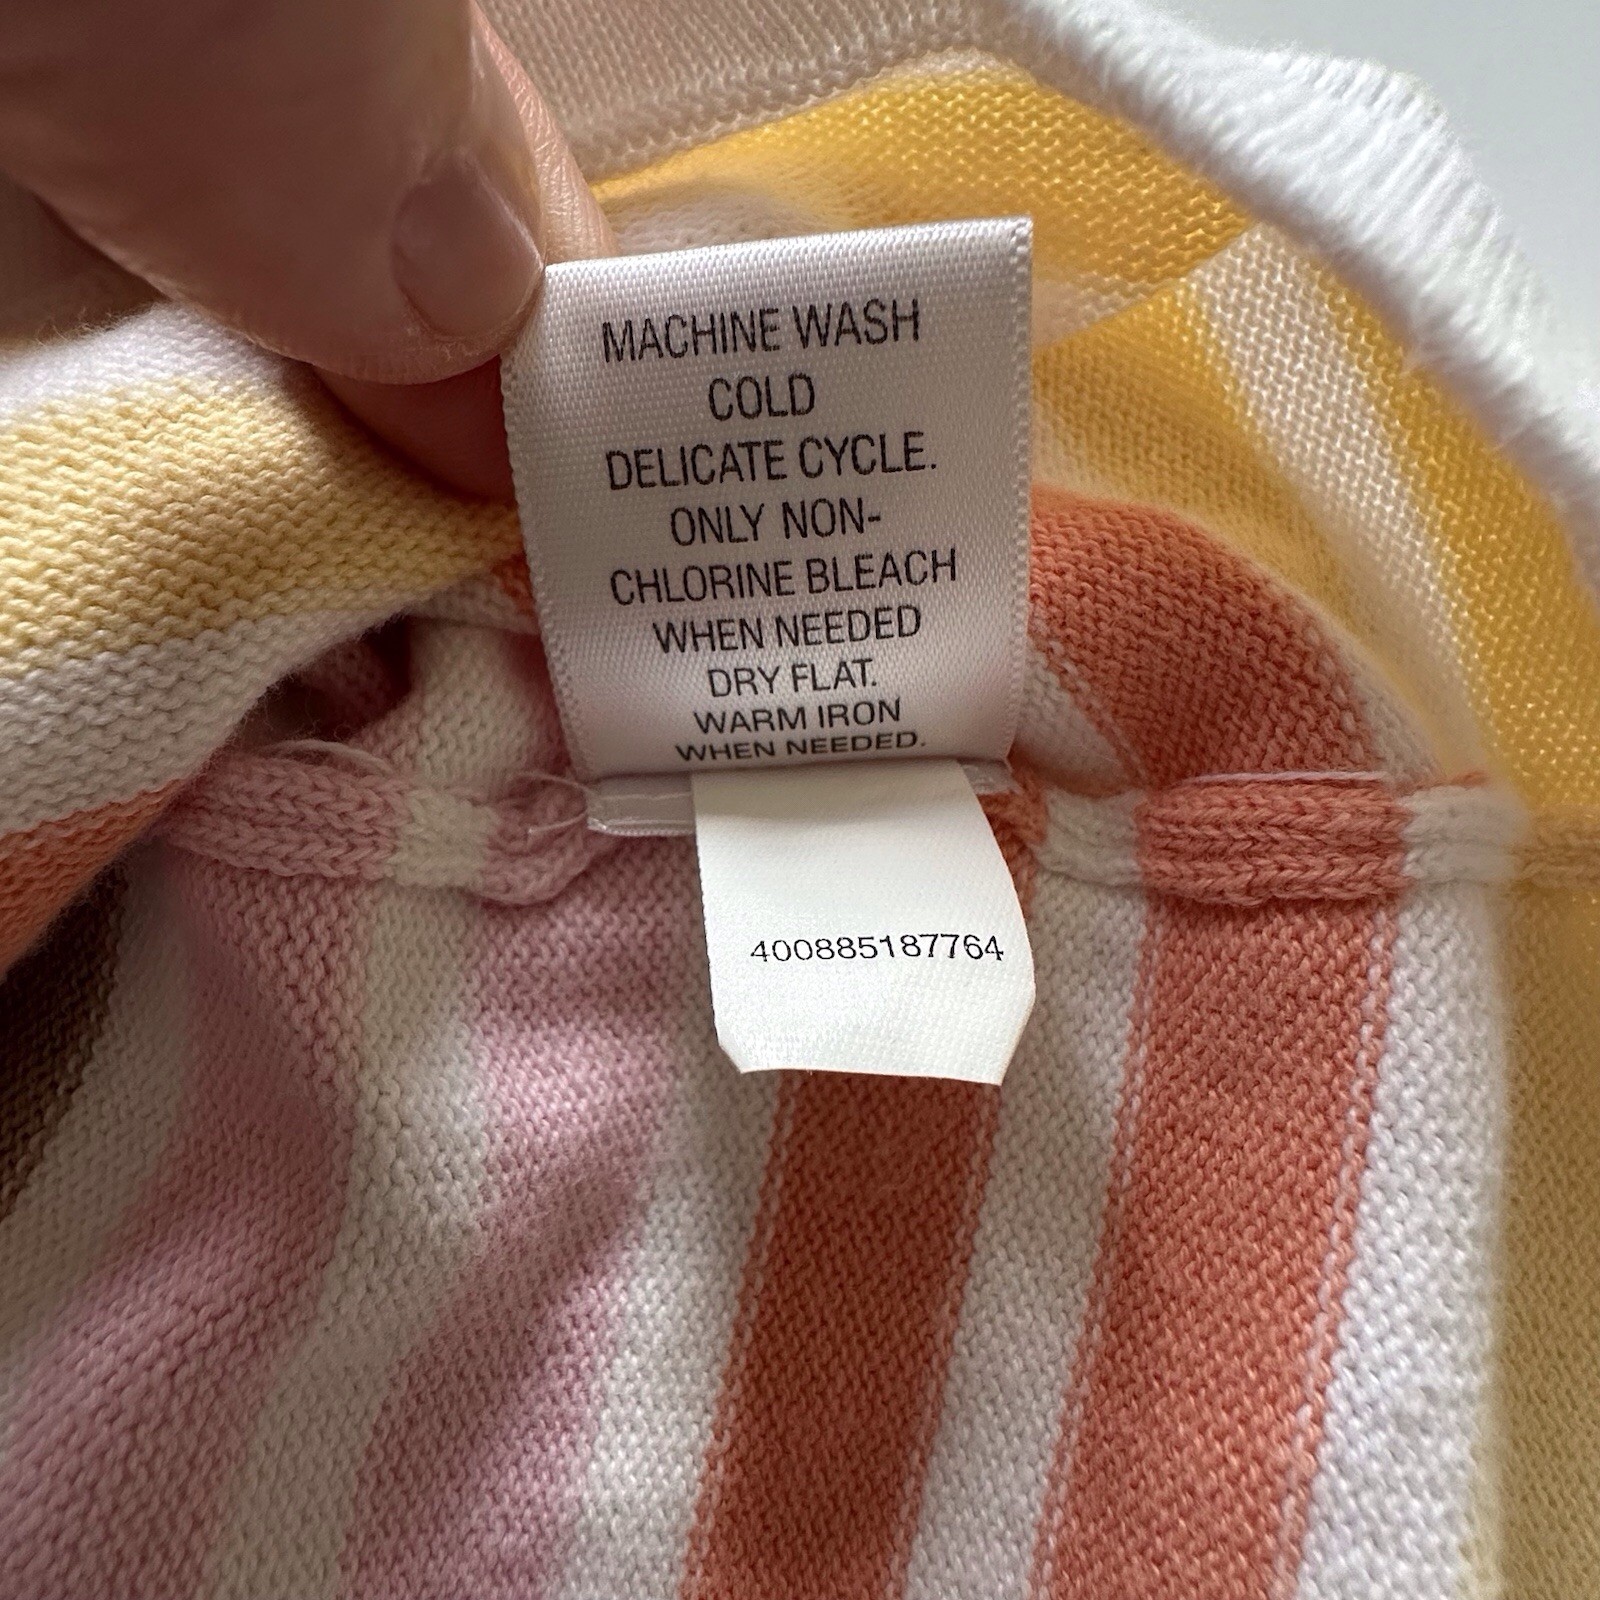 MACHINE WASH
COLD
DELICATE CYCLE.
ONLY NON-
CHLORINE BLEACH
WHEN NEEDED
DRY FLAT.
WARM IRON
WHEN NEEDED.
400885187764